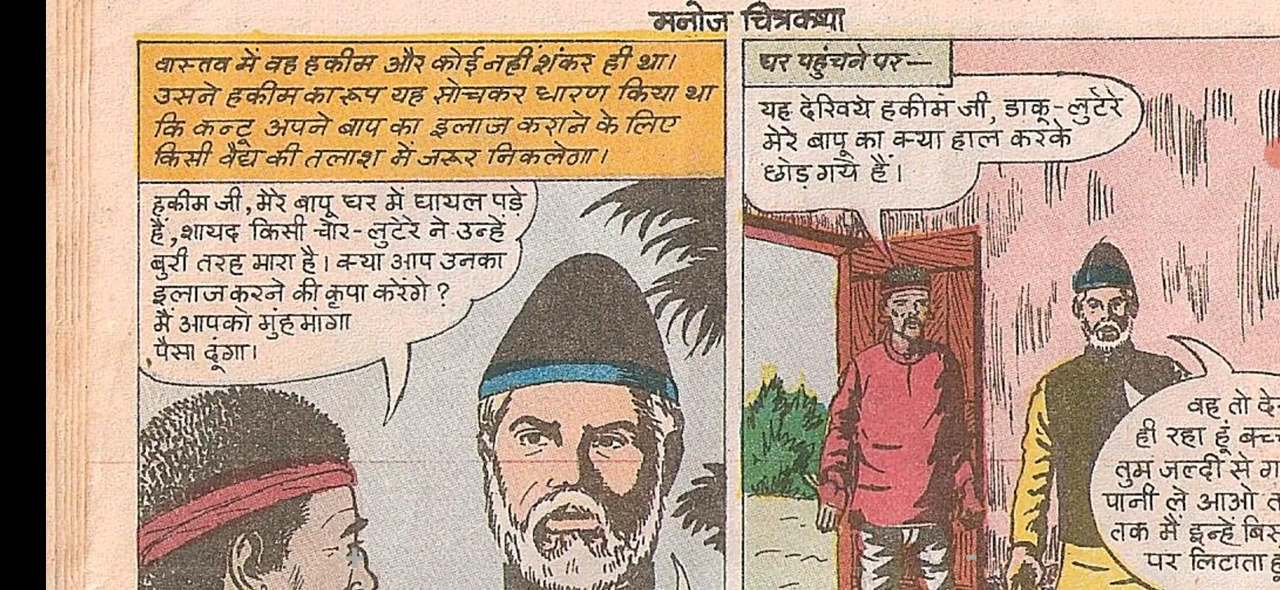 मनोज चित्रकथा
वास्तव में वह हकीम और कोई नहीं शंकर ही था।
उसने हकीम का रूप यह सोचकर धारण किया था
कि कन्टू अपने बाप का इलाज कराने के लिए
किसी वैद्य की तलाश में जरूर निकलेगा।
हकीम जी, मेरे बापू घर में घायल पड़े
हैं, शायद किसी चोर-लुटेरे ने उन्हें
बुरी तरह मारा है। क्या आप उनका
इलाज करने की कृपा करेंगे ?
मैं आपको मुंहमांगा
पैसा दूंगा।
घर पहुंचने पर—
यह देखिये हकीम जी, डाकू-लुटेरे
मेरे बापू का क्या हाल करके
छोड़ गये हैं।
वह तो
ही रहा हूं
तुम जल्दी से
पानी ले आओ
तक मैं इन्हें
पर लिटाता